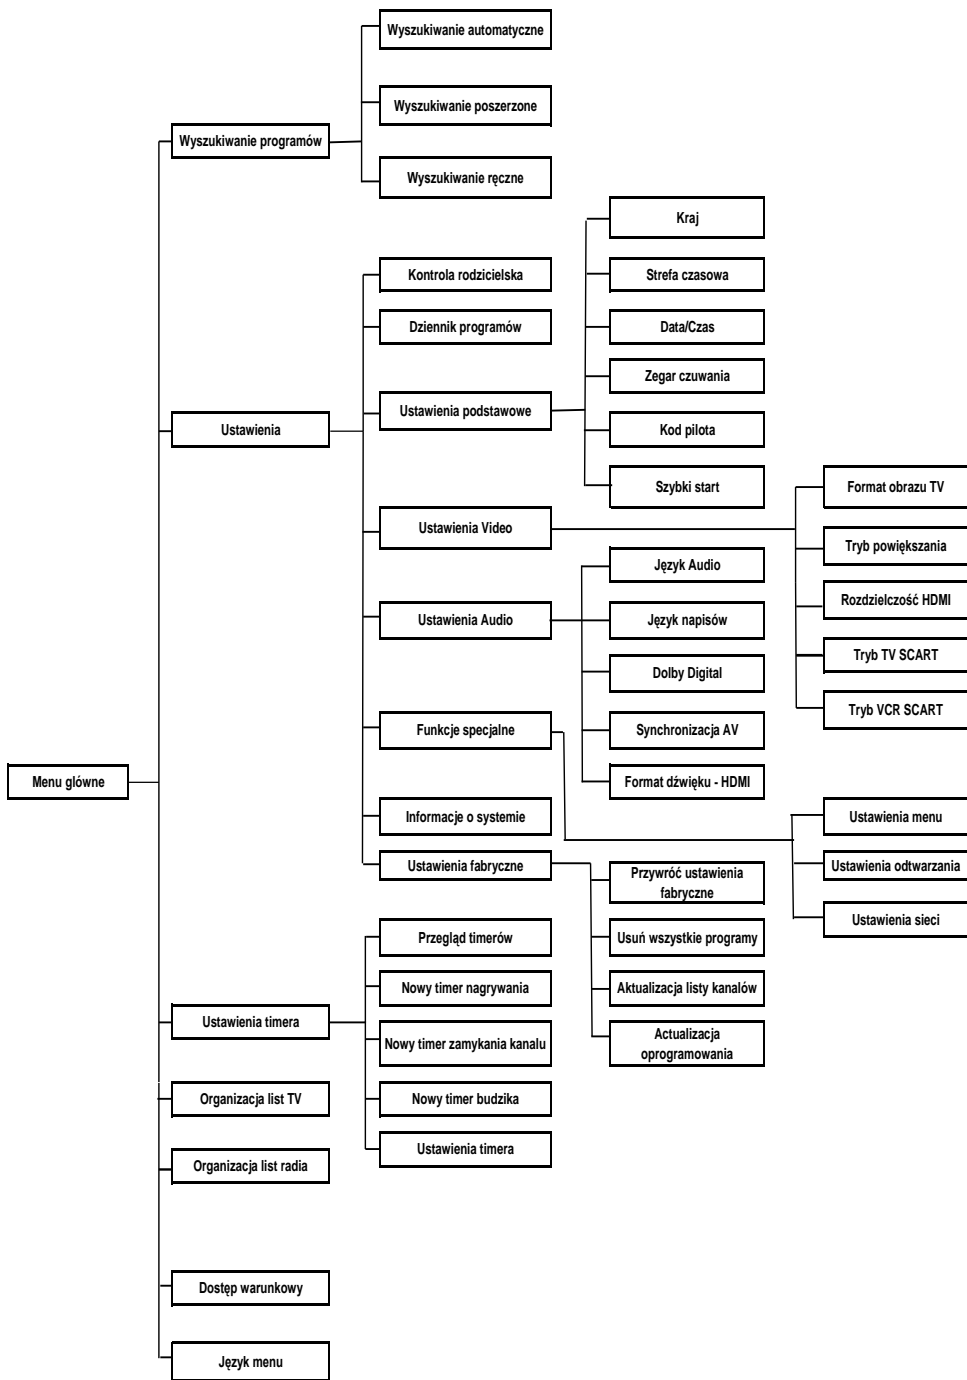 Wyszukiwanie automatyczne
Wyszukiwanie poszerzone
Wyszukiwanie programów
Wyszukiwanie ręczne
Kraj
Kontrola rodzicielska
Strefa czasowa
Dziennik programów
Data/Czas
Zegar czuwania
Ustawienia podstawowe
Ustawienia
Kod pilota
Szybki start
Format obrazu TV
Ustawienia Video
Tryb powiększania
Język Audio
Rozdzielczość HDMI
Ustawienia Audio
Język napisów
Tryb TV SCART
Dolby Digital
Tryb VCR SCART
Funkcje specjalne
Synchronizacja AV
Menu glówne
Format dźwięku - HDMI
Informacje o systemie
Ustawienia menu
Ustawienia fabryczne
Przywróć ustawienia
fabryczne
Ustawienia odtwarzania
Ustawienia sieci
Przegląd timerów
Usuń wszystkie programy
Nowy timer nagrywania
Aktualizacja listy kanałów
Ustawienia timera
Nowy timer zamykania kanalu
Actualizacja
oprogramowania
Organizacja list TV
Nowy timer budzika
Ustawienia timera
Organizacja list radia
Dostęp warunkowy
Język menu